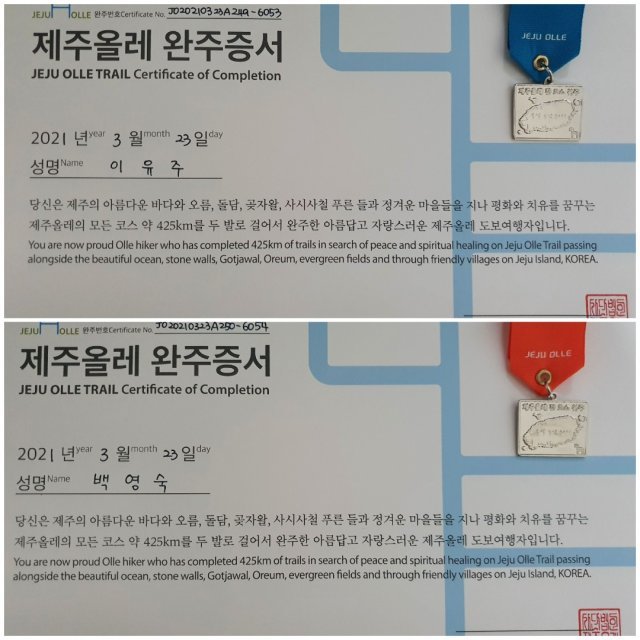 JEJU OLLE 완주번호Certificate No. JO20210323A249-6053
제주올레 완주증서
JEJU OLLE TRAIL Certificate of Completion
JEJU OLLE
2021년year 3월month 23일day
성명Name 이유주
당신은 제주의 아름다운 바다와 오름, 돌담, 곶자왈, 사시사철 푸른 들과 정겨운 마을들을 지나 평화와 치유를 꿈꾸는
제주올레의 모든 코스 약 425km를 두 발로 걸어서 완주한 아름답고 자랑스러운 제주올레 도보여행자입니다.
You are now proud Olle hiker who has completed 425km of trails in search of peace and spiritual healing on Jeju Olle Trail passing
alongside the beautiful ocean, stone walls, Gotjawal, Oreum, evergreen fields and through friendly villages on Jeju Island, KOREA.
JEJU OLLE 완주번호Certificate No. JO20210323A250-6054
제주올레 완주증서
JEJU OLLE TRAIL Certificate of Completion
JEJU OLLE
2021년year 3월month 23일day
성명Name 백영숙
당신은 제주의 아름다운 바다와 오름, 돌담, 곶자왈, 사시사철 푸른 들과 정겨운 마을들을 지나 평화와 치유를 꿈꾸는
제주올레의 모든 코스 약 425km를 두 발로 걸어서 완주한 아름답고 자랑스러운 제주올레 도보여행자입니다.
You are now proud Olle hiker who has completed 425km of trails in search of peace and spiritual healing on Jeju Olle Trail passing
alongside the beautiful ocean, stone walls, Gotjawal, Oreum, evergreen fields and through friendly villages on Jeju Island, KOREA.